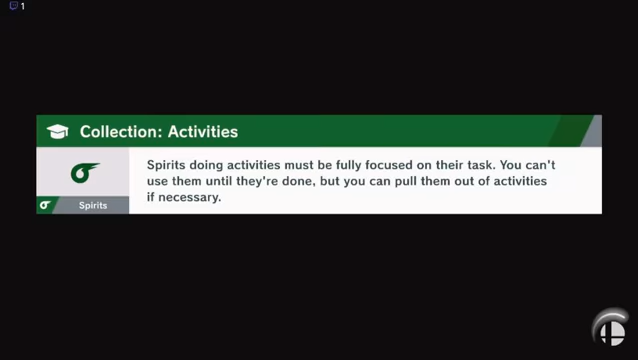 1
Collection: Activities
Spirits doing activities must be fully focused on their task. You can't
use them until they're done, but you can pull them out of activities
if necessary.
Spirits